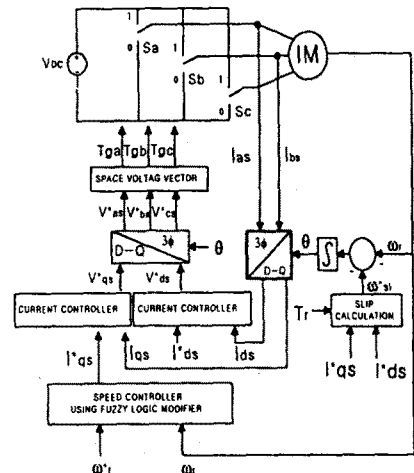 1
Sa
0
1
Sb
0
1
Sc
0
VDC
IM
Tga Tgb Tgc
Ias
Ibs
SPACE VOLTAG VECTOR
V*as V*bs V*cs
3ϕ
D-Q
θ
3ϕ
D-Q
θ
∫
ωr
ω*sl
V*qs
V*ds
CURRENT CONTROLLER
CURRENT CONTROLLER
SLIP
CALCULATION
Tr
I*qs
Iqs
I*ds
Ids
I*qs
I*ds
SPEED CONTROLLER
USING FUZZY LOGIC MODIFIER
ω*r
ωr